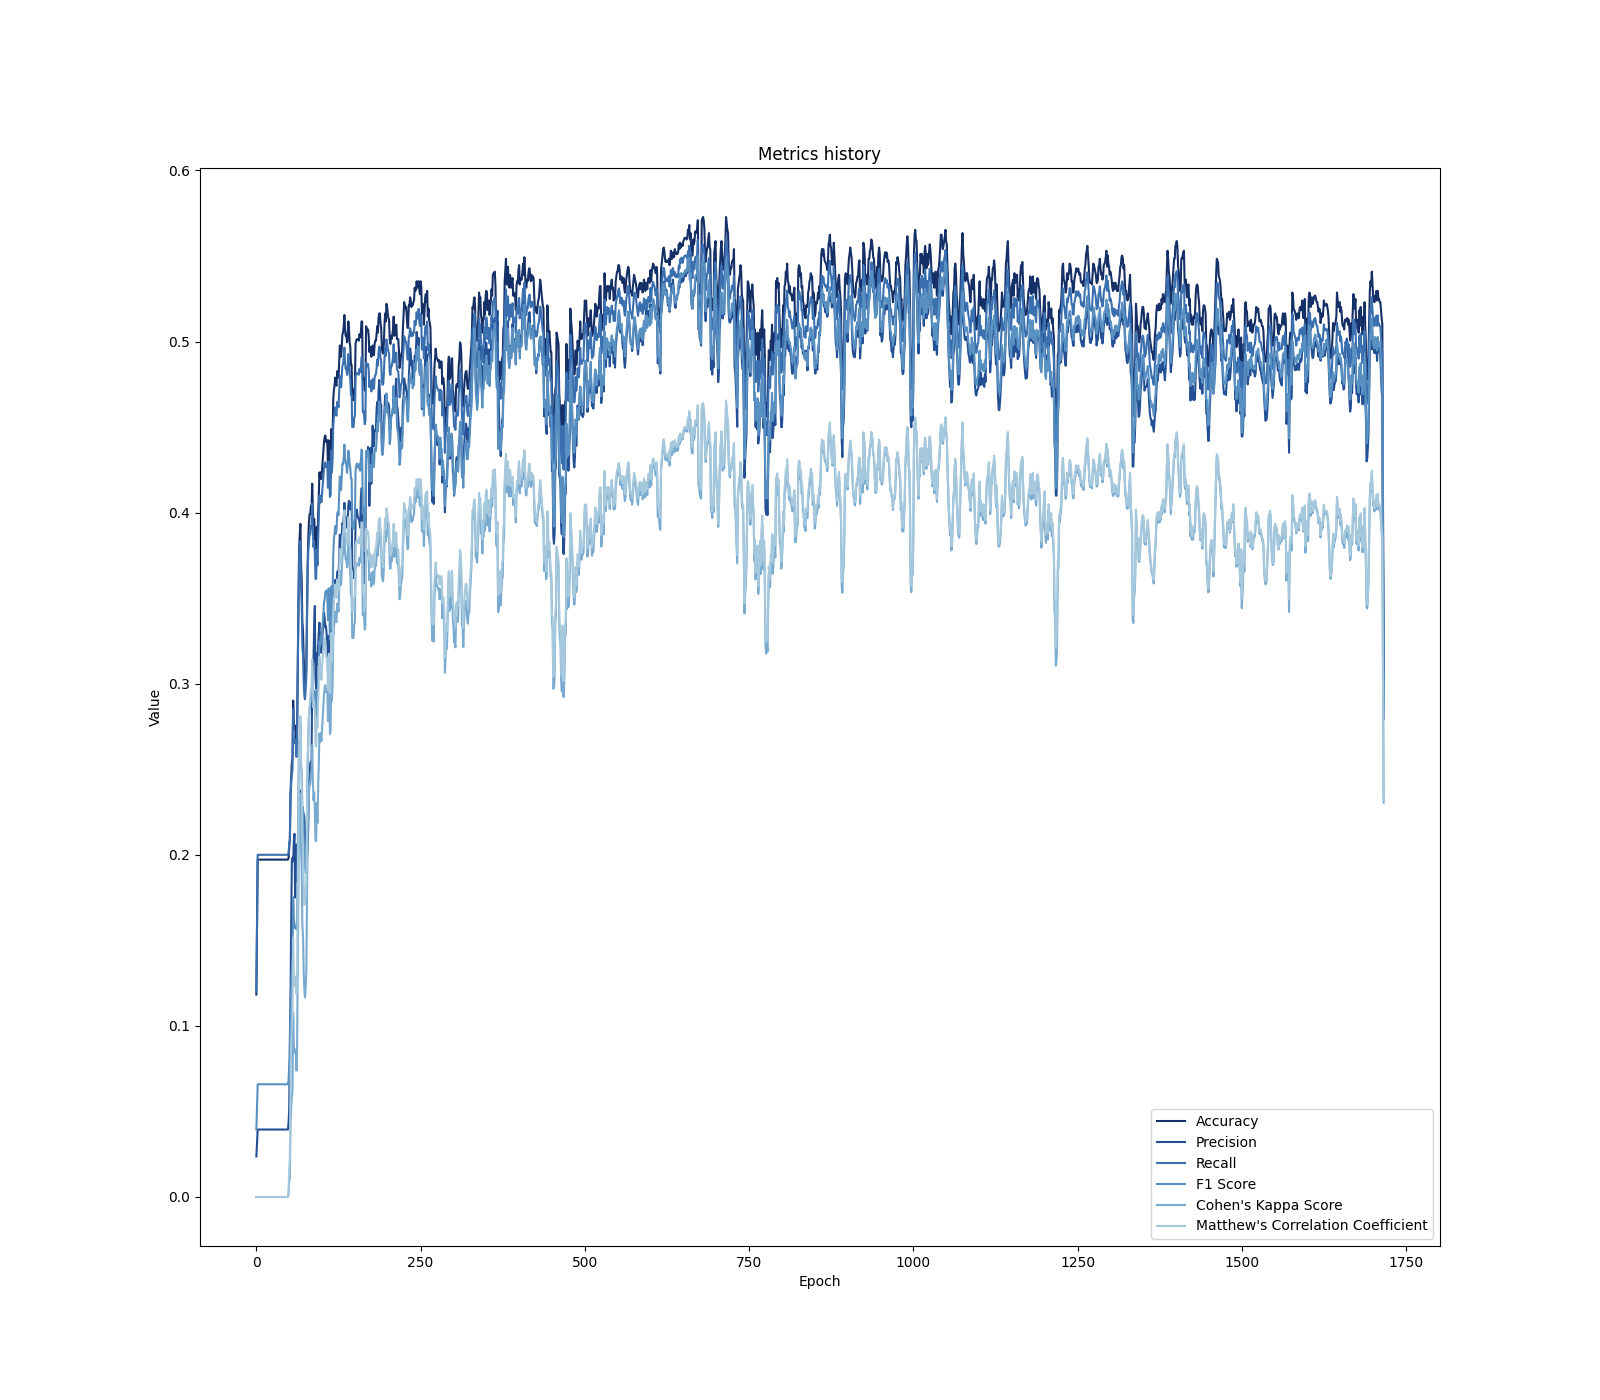 Metrics history
0.6
0.5
0.4
0.3
0.2
0.1
0.0
Value
0 250 500 750 1000 1250 1500 1750
Epoch
Accuracy
Precision
Recall
F1 Score
Cohen's Kappa Score
Matthew's Correlation Coefficient